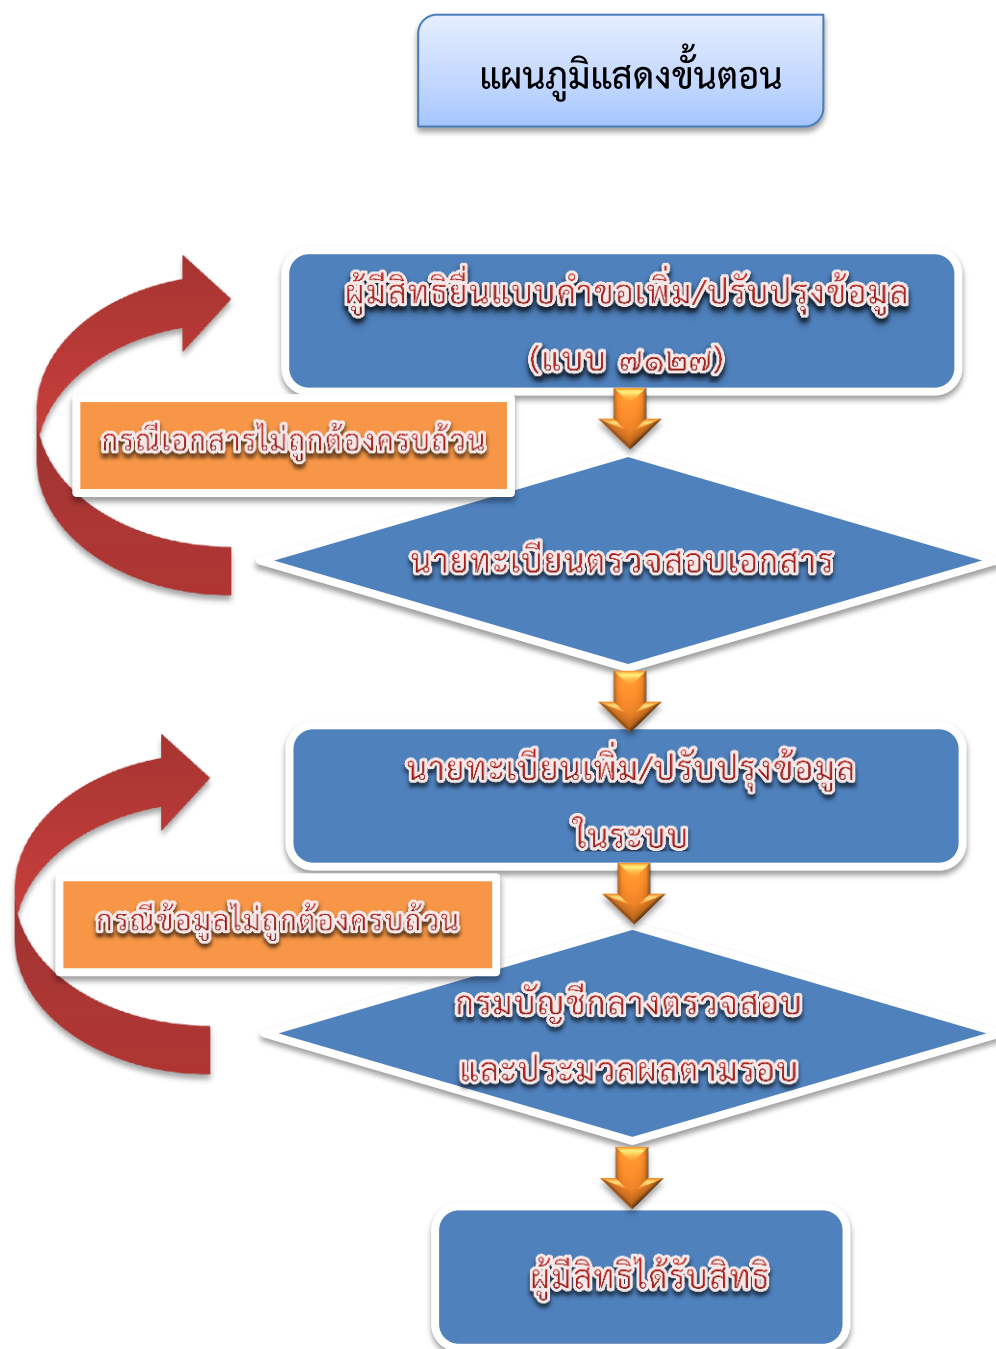 แผนภูมิแสดงขั้นตอน
ผู้มีสิทธิยื่นแบบคำขอเพิ่ม/ปรับปรุงข้อมูล
(แบบ ๗๑๒๗)
กรณีเอกสารไม่ถูกต้องครบถ้วน
นายทะเบียนตรวจสอบเอกสาร
นายทะเบียนเพิ่ม/ปรับปรุงข้อมูล
ในระบบ
กรณีข้อมูลไม่ถูกต้องครบถ้วน
กรมบัญชีกลางตรวจสอบ
และประมวลผลตามรอบ
ผู้มีสิทธิได้รับสิทธิ